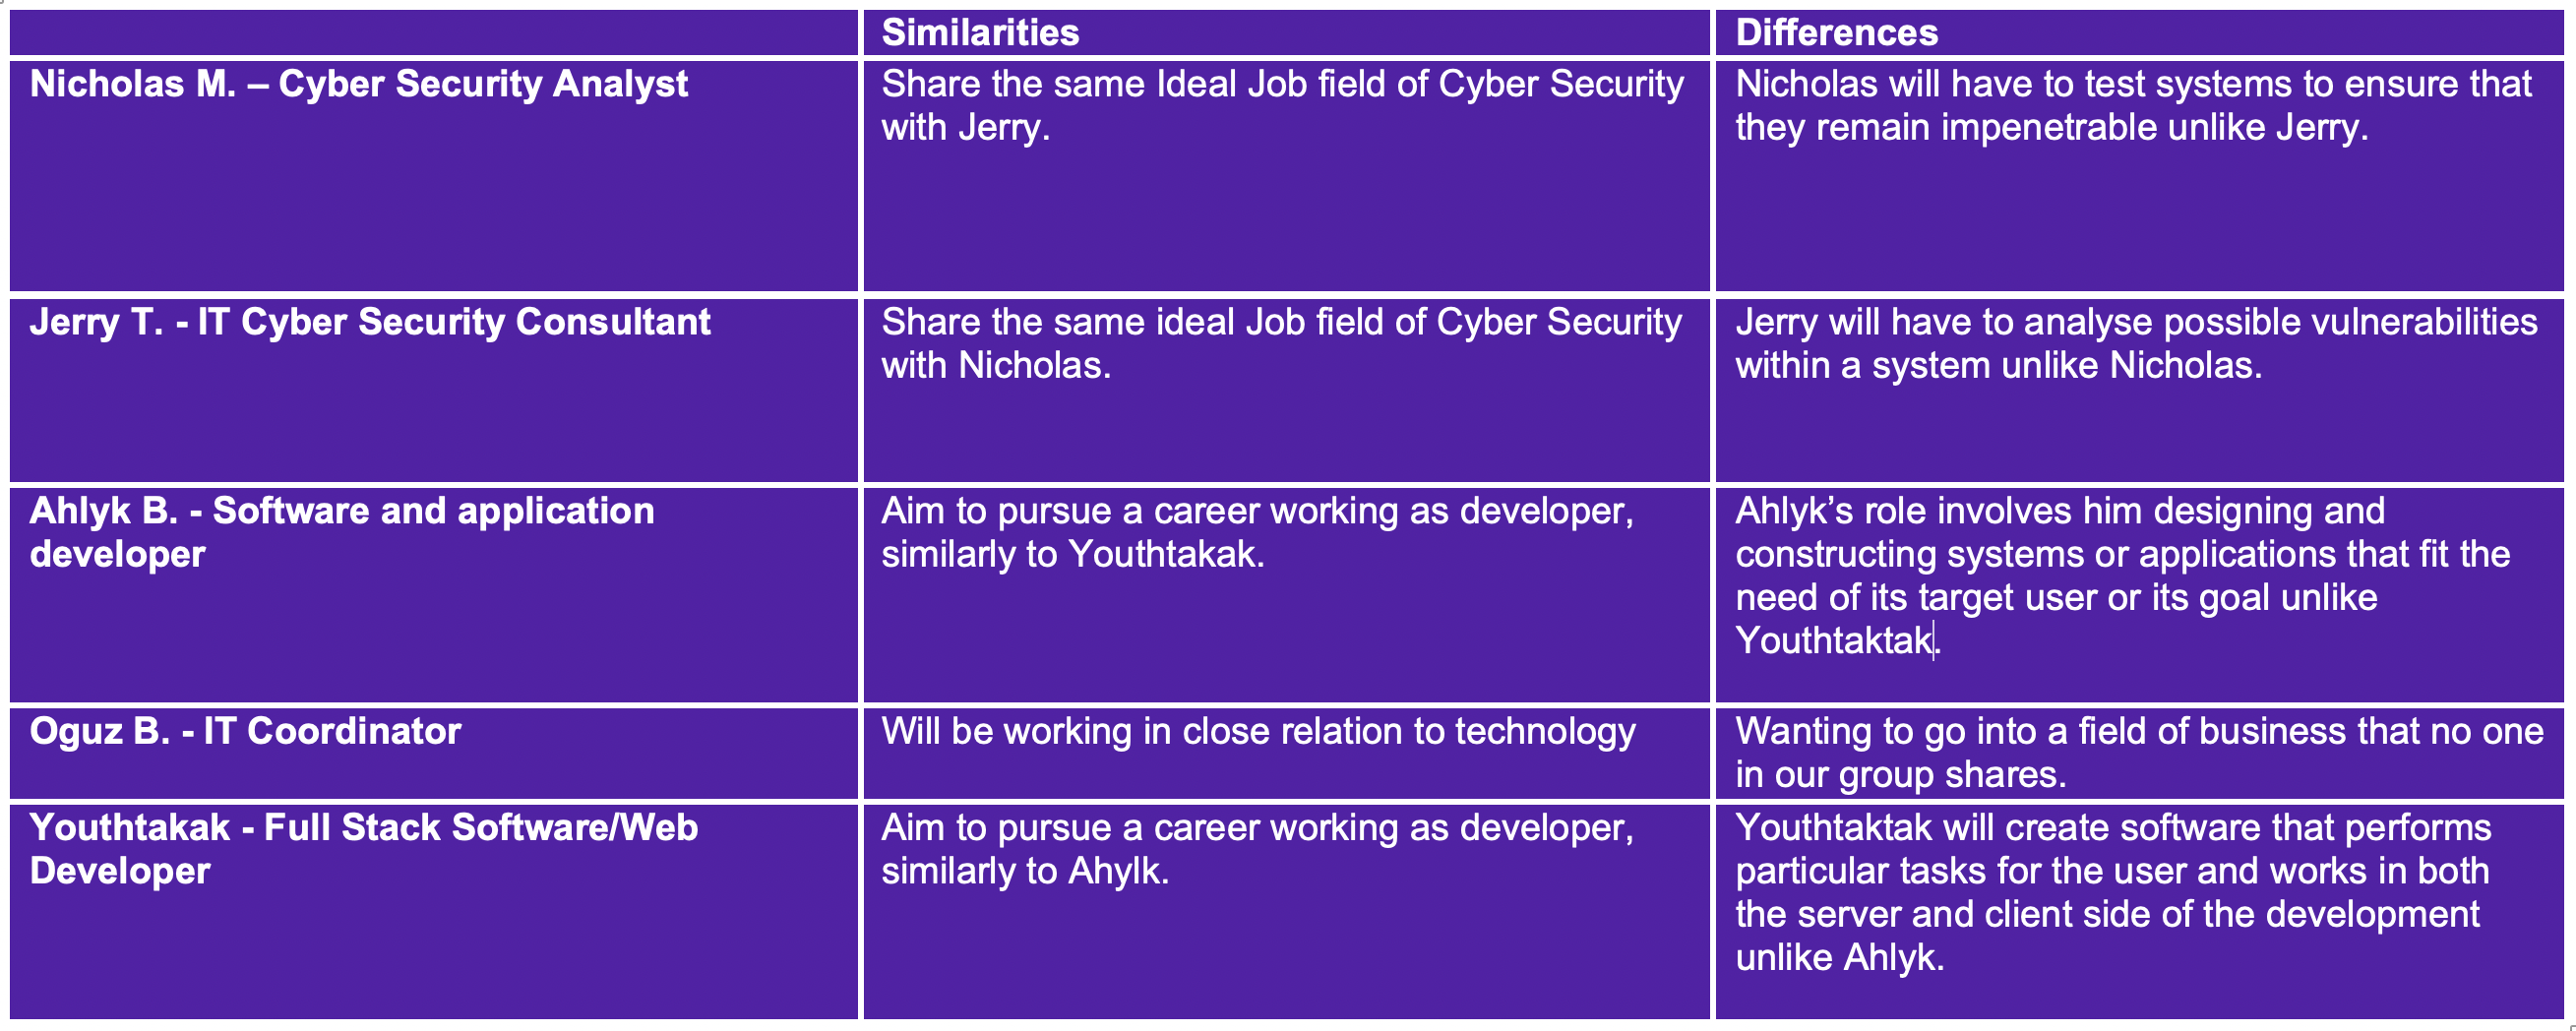 Similarities
Differences
Nicholas M. – Cyber Security Analyst
Share the same Ideal Job field of Cyber Security
with Jerry.
Nicholas will have to test systems to ensure that
they remain impenetrable unlike Jerry.
Jerry T. - IT Cyber Security Consultant
Share the same ideal Job field of Cyber Security
with Nicholas.
Jerry will have to analyse possible vulnerabilities
within a system unlike Nicholas.
Ahlyk B. - Software and application
developer
Aim to pursue a career working as developer,
similarly to Youthtakak.
Ahlyk’s role involves him designing and
constructing systems or applications that fit the
need of its target user or its goal unlike
Youthtaktak.
Oguz B. - IT Coordinator
Will be working in close relation to technology
Wanting to go into a field of business that no one
in our group shares.
Youthtakak - Full Stack Software/Web
Developer
Aim to pursue a career working as developer,
similarly to Ahylk.
Youthtaktak will create software that performs
particular tasks for the user and works in both
the server and client side of the development
unlike Ahlyk.